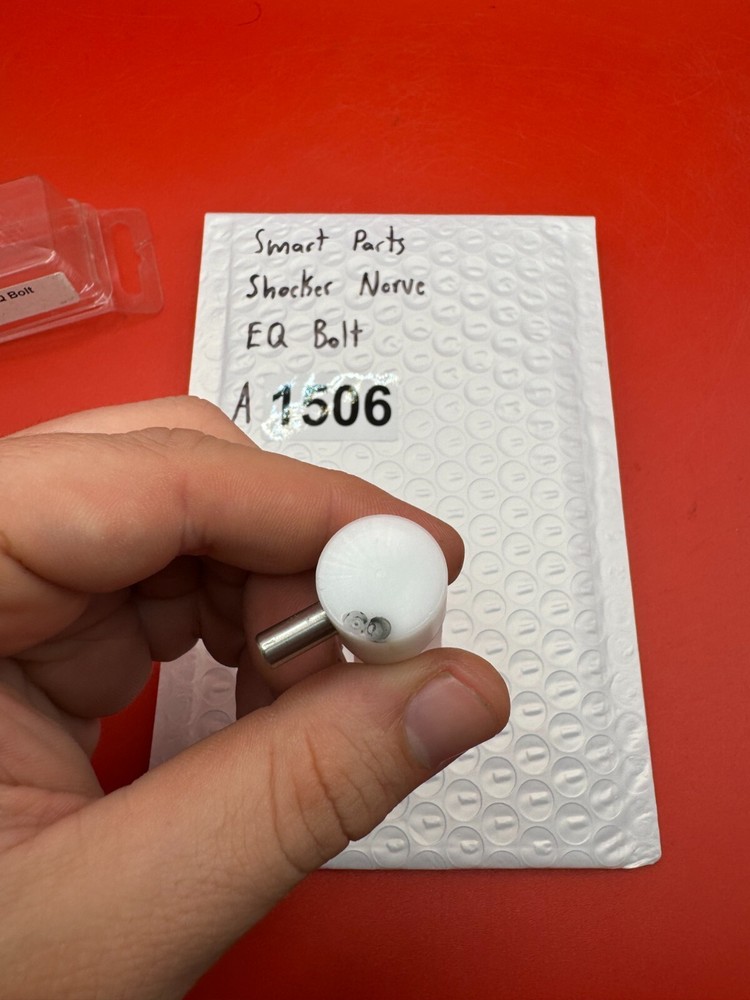 Smart Parts
Shocker Nerve
EQ Bolt
A 1506
Q Bolt